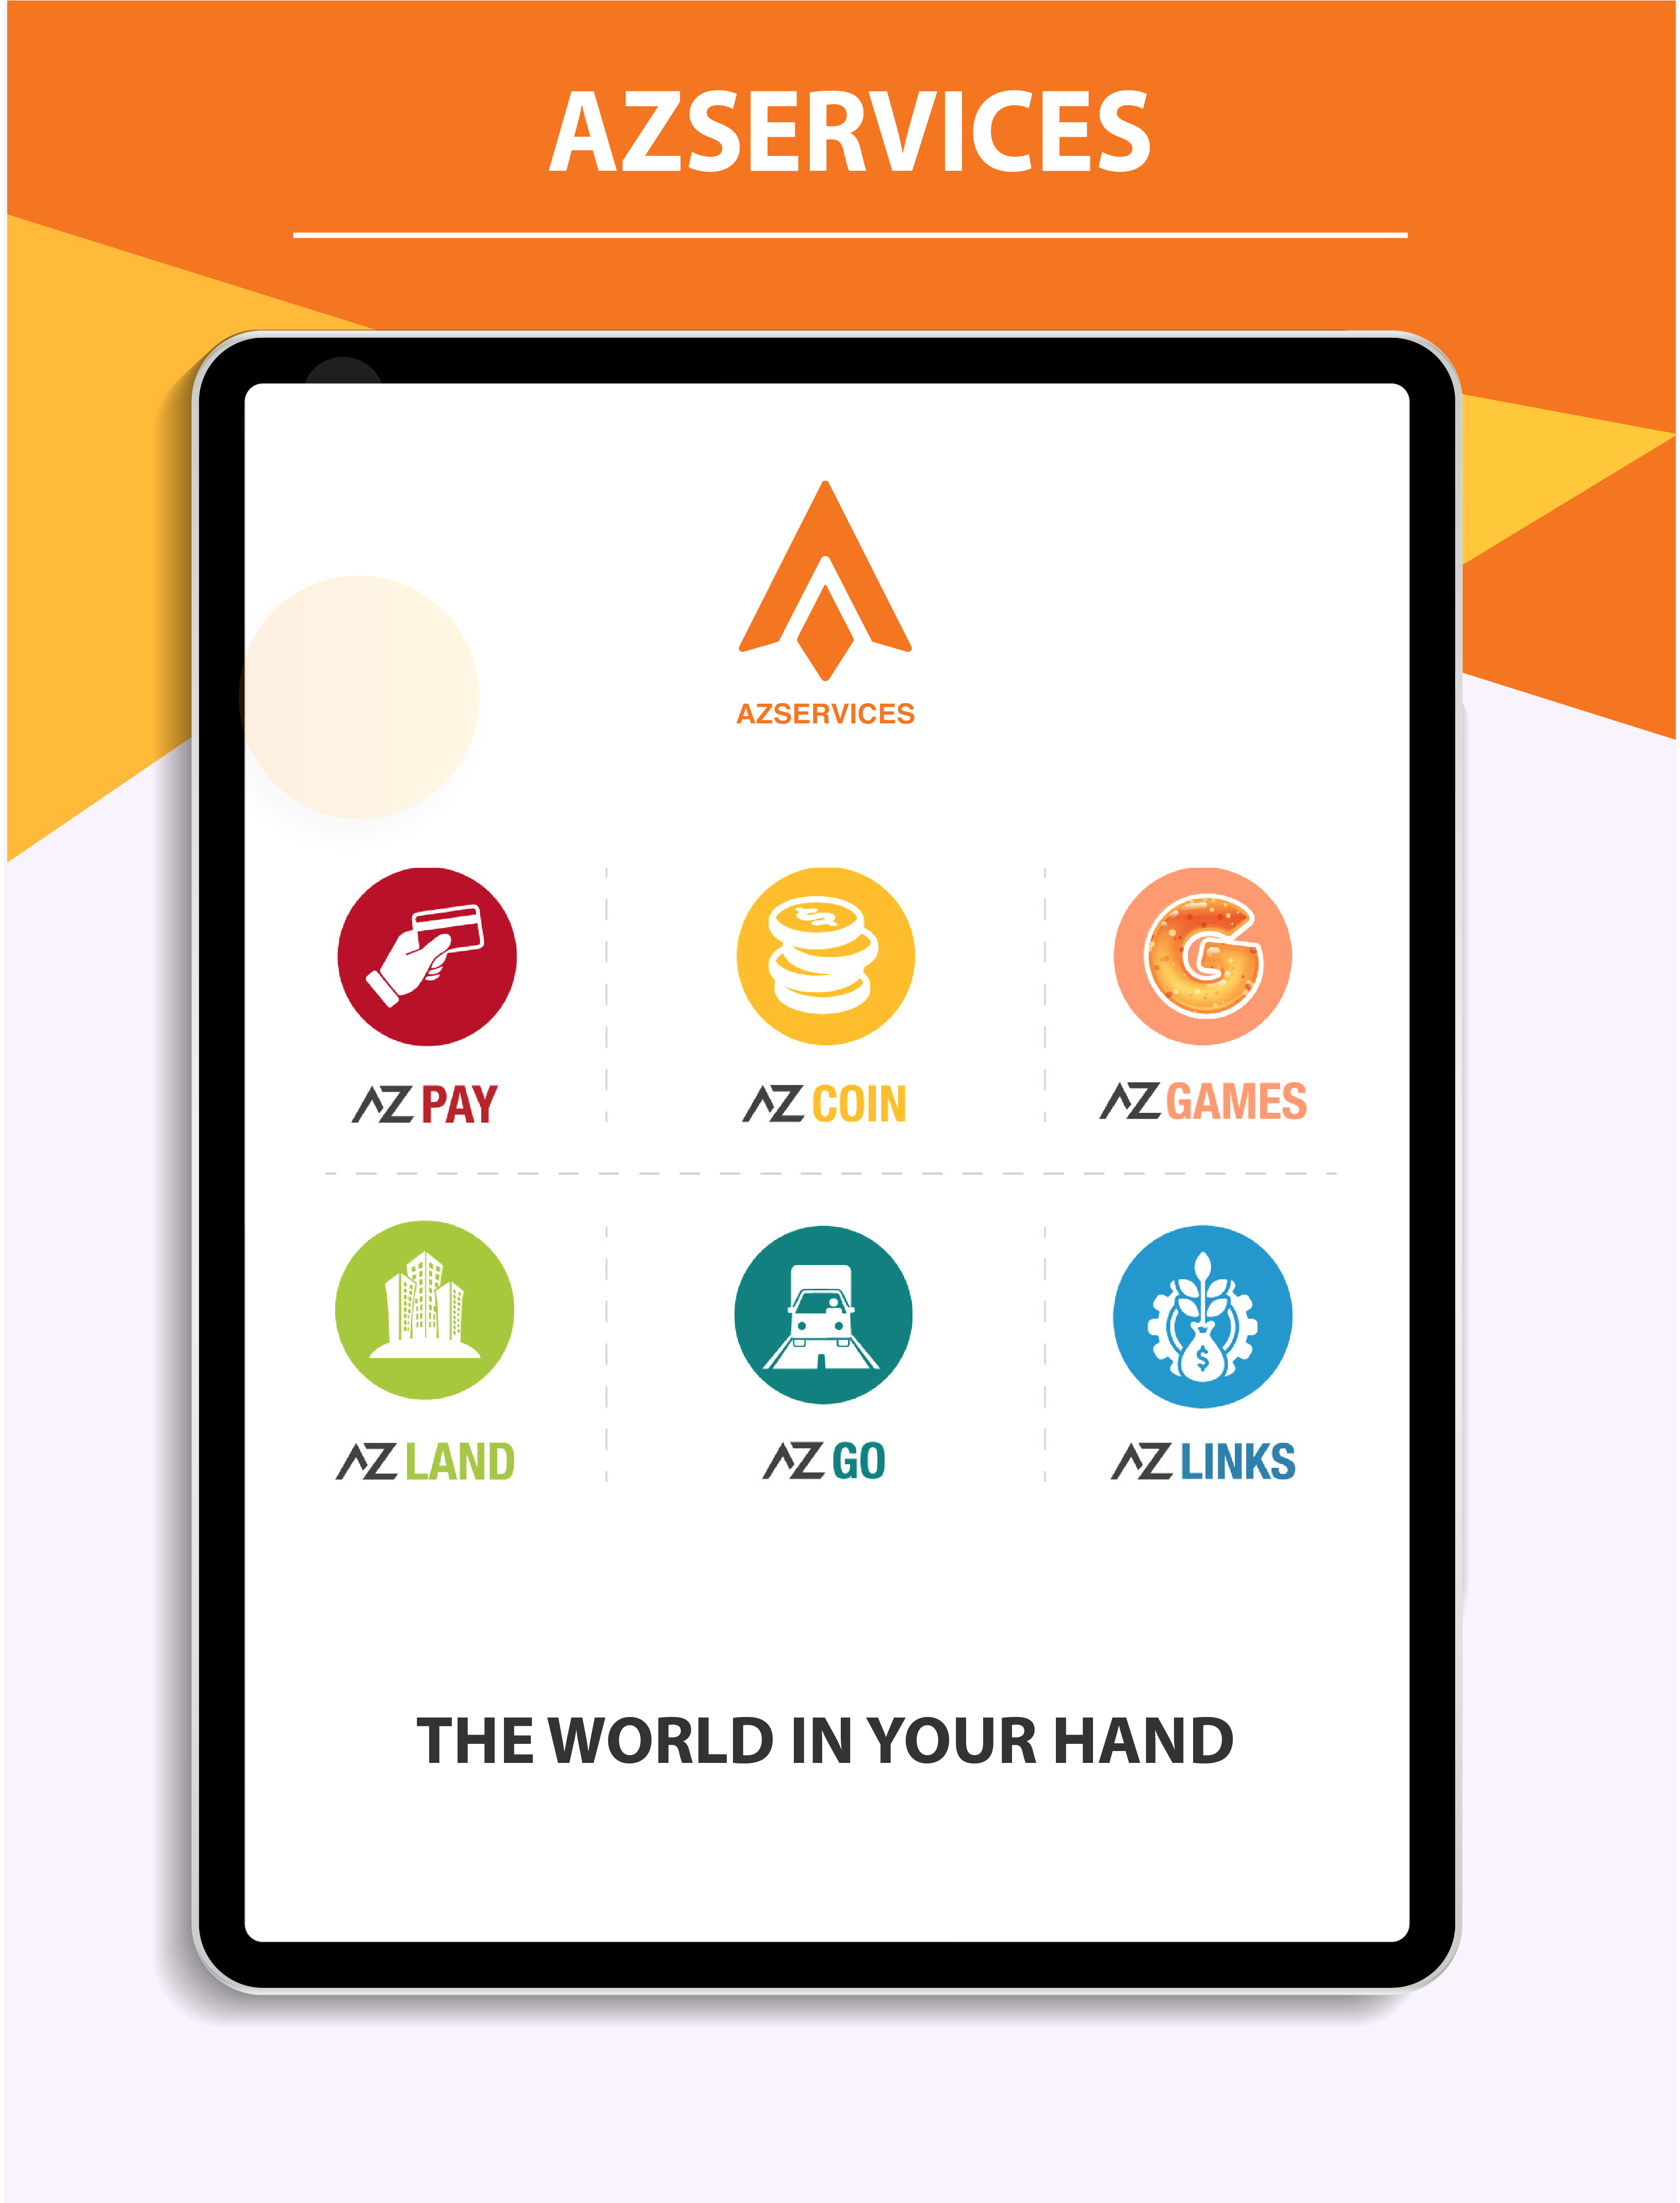 AZSERVICES
AZSERVICES
AZ PAY
AZ COIN
AZ GAMES
AZ LAND
AZ GO
AZ LINKS
THE WORLD IN YOUR HAND